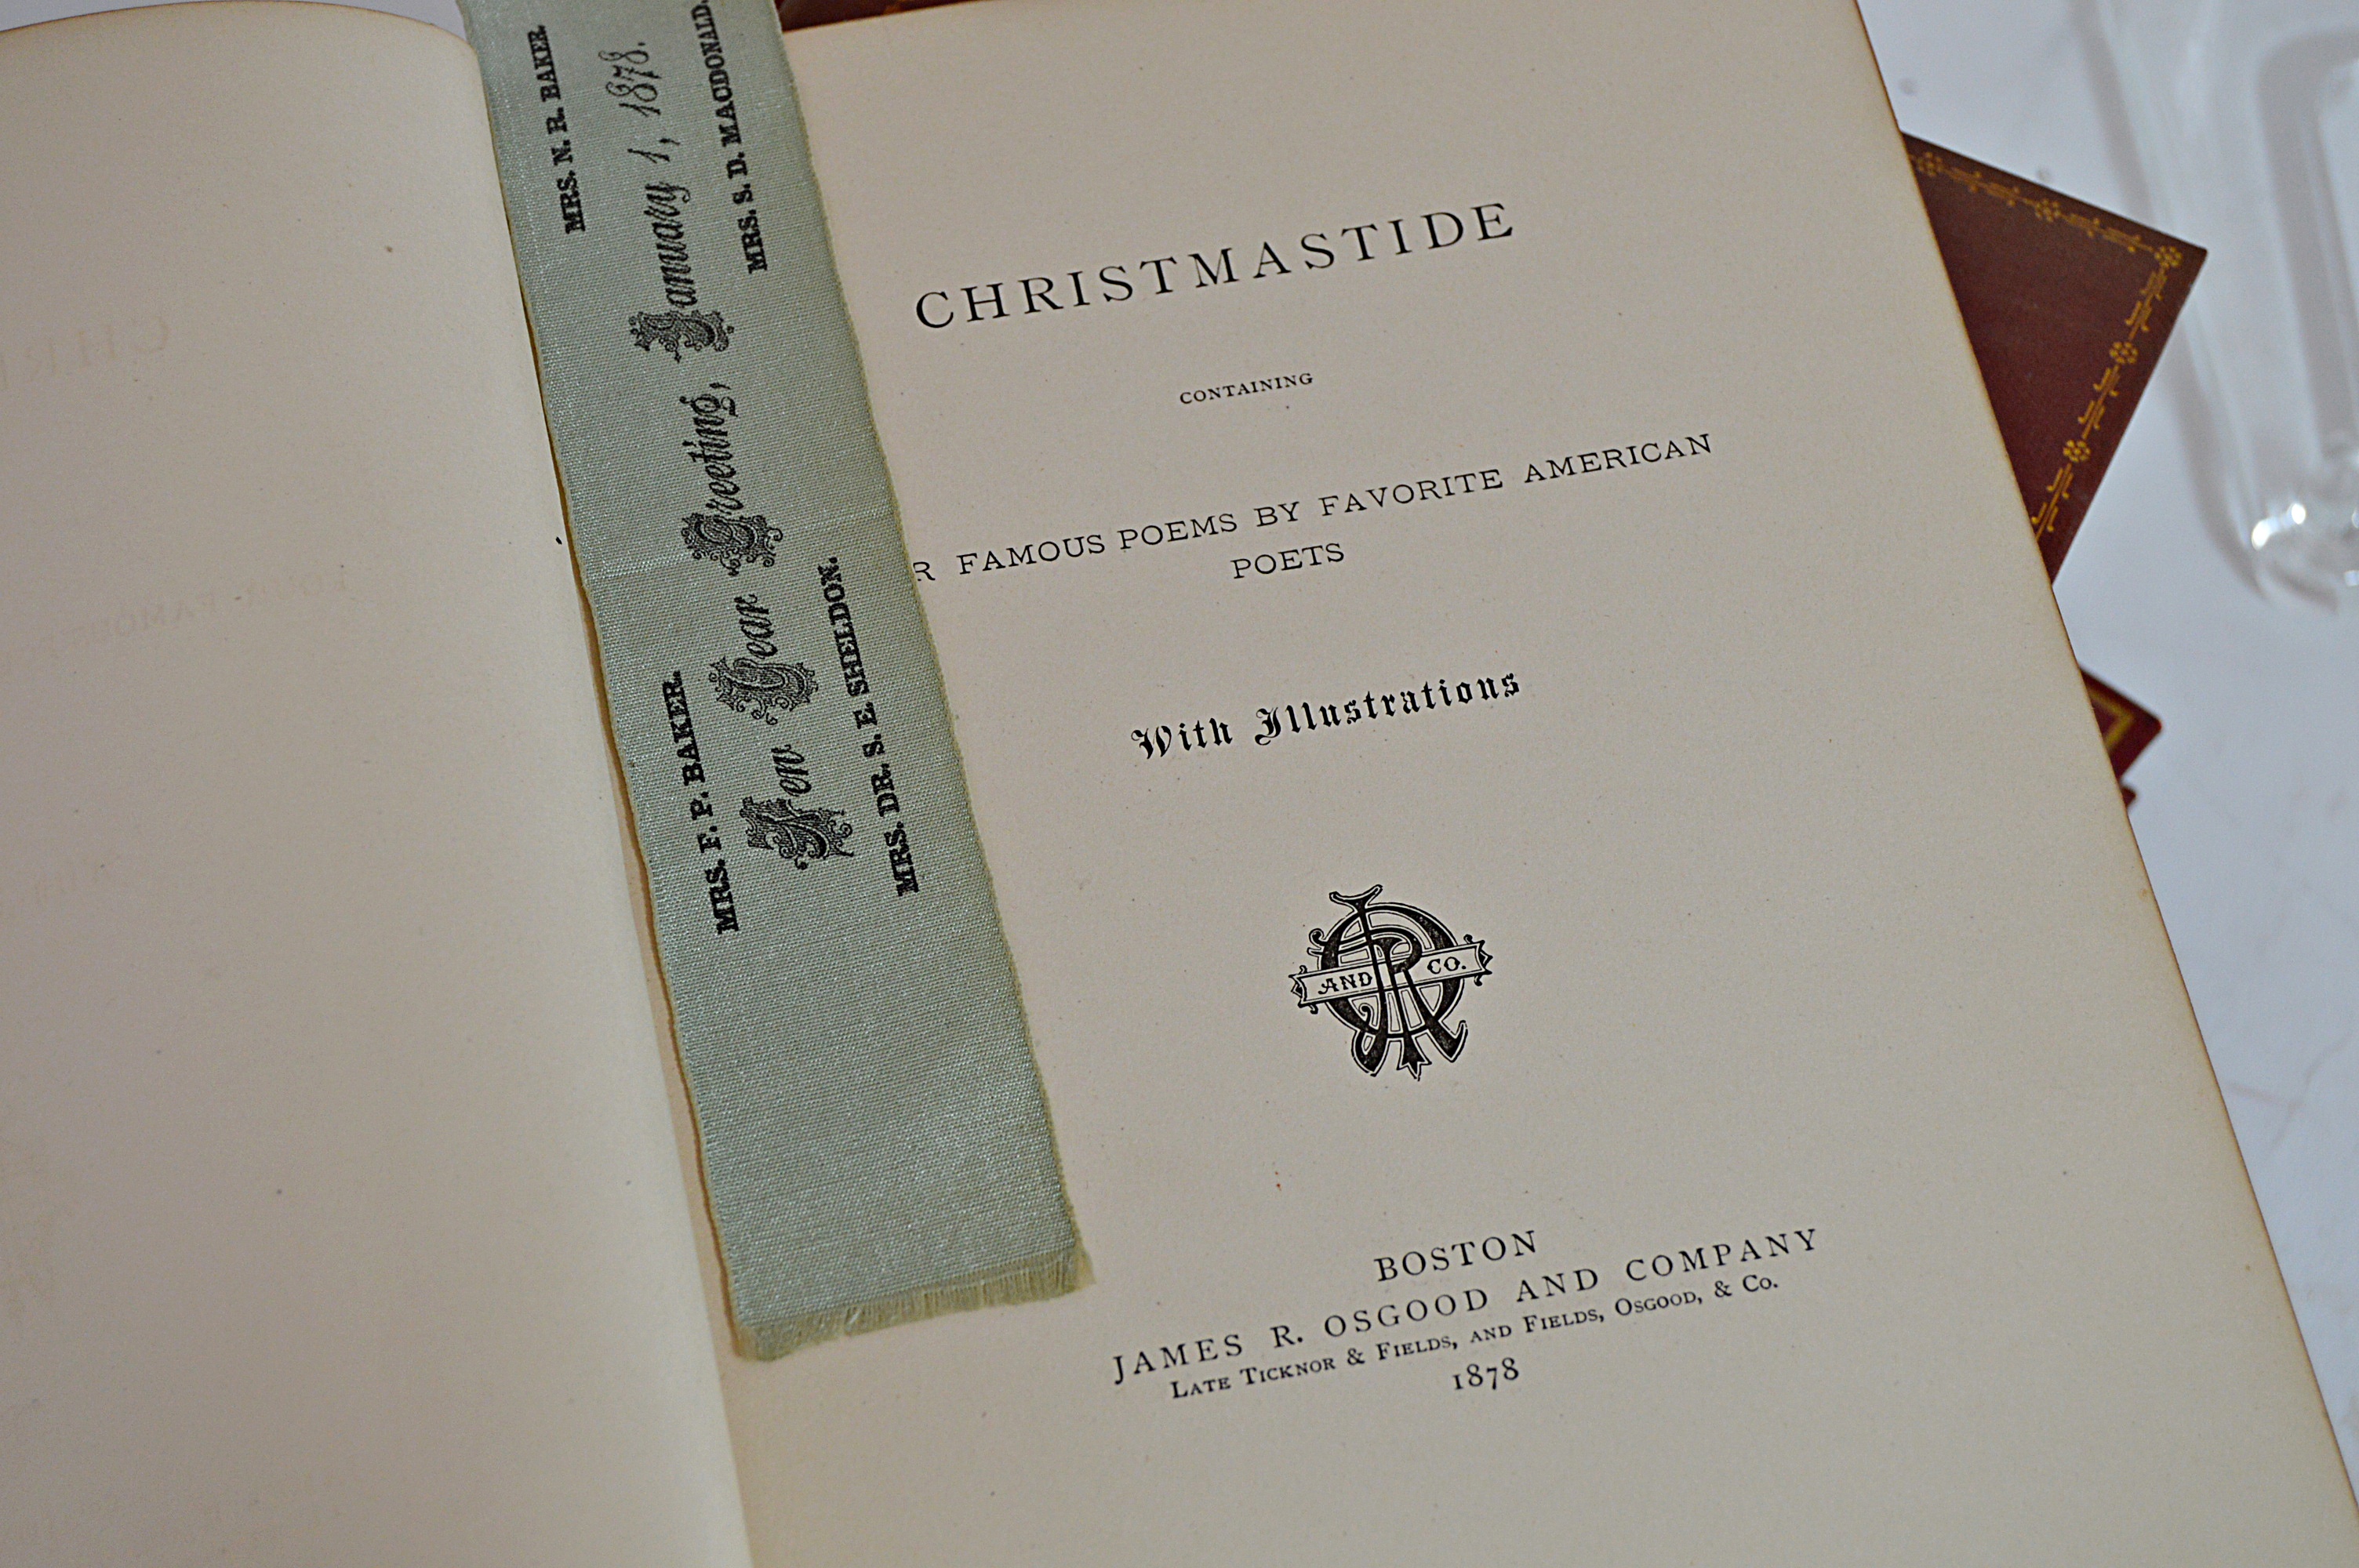 MRS. N. R. BAKER.
MRS. S. D. MACDONALD.
New Year Greeting, January 1, 1878.
MRS. F. P. BAKER.
MRS. DR. S. E. SHELDON.
CHRISTMASTIDE
CONTAINING
R FAMOUS POEMS BY FAVORITE AMERICAN
POETS
With Illustrations
JR
AND CO.
BOSTON
JAMES R. OSGOOD AND COMPANY
LATE TICKNOR & FIELDS, AND FIELDS, OSGOOD, & CO.
1878